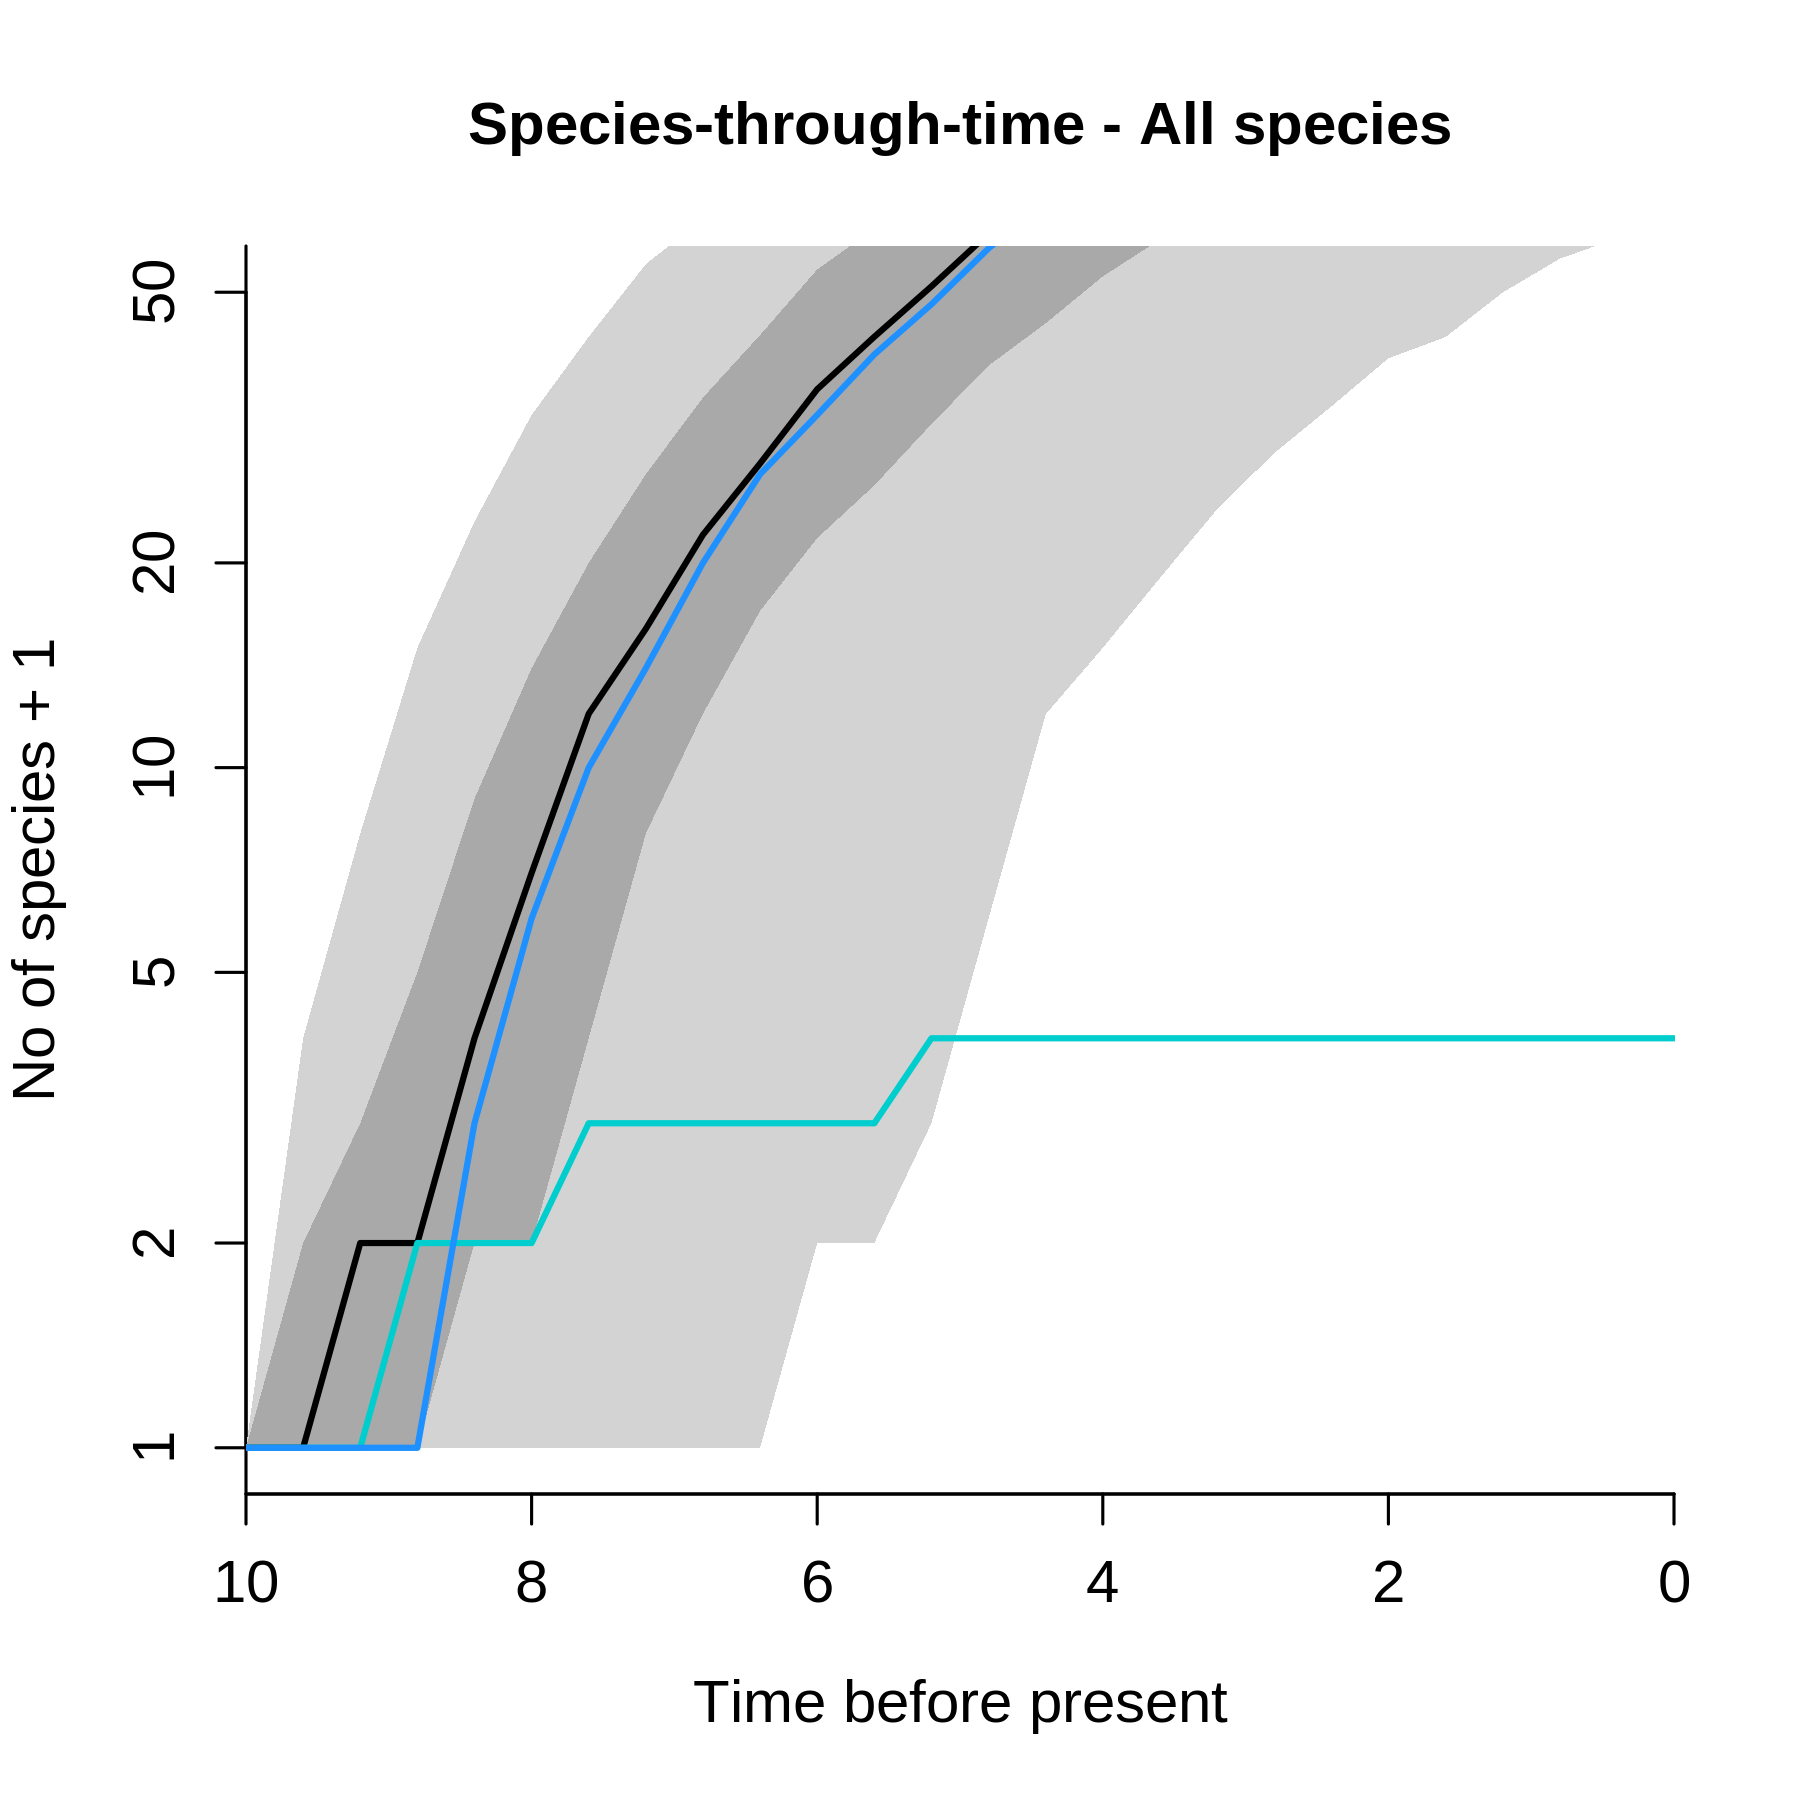 Species-through-time - All species
No of species + 1
50
20
10
5
2
1
10 8 6 4 2 0
Time before present